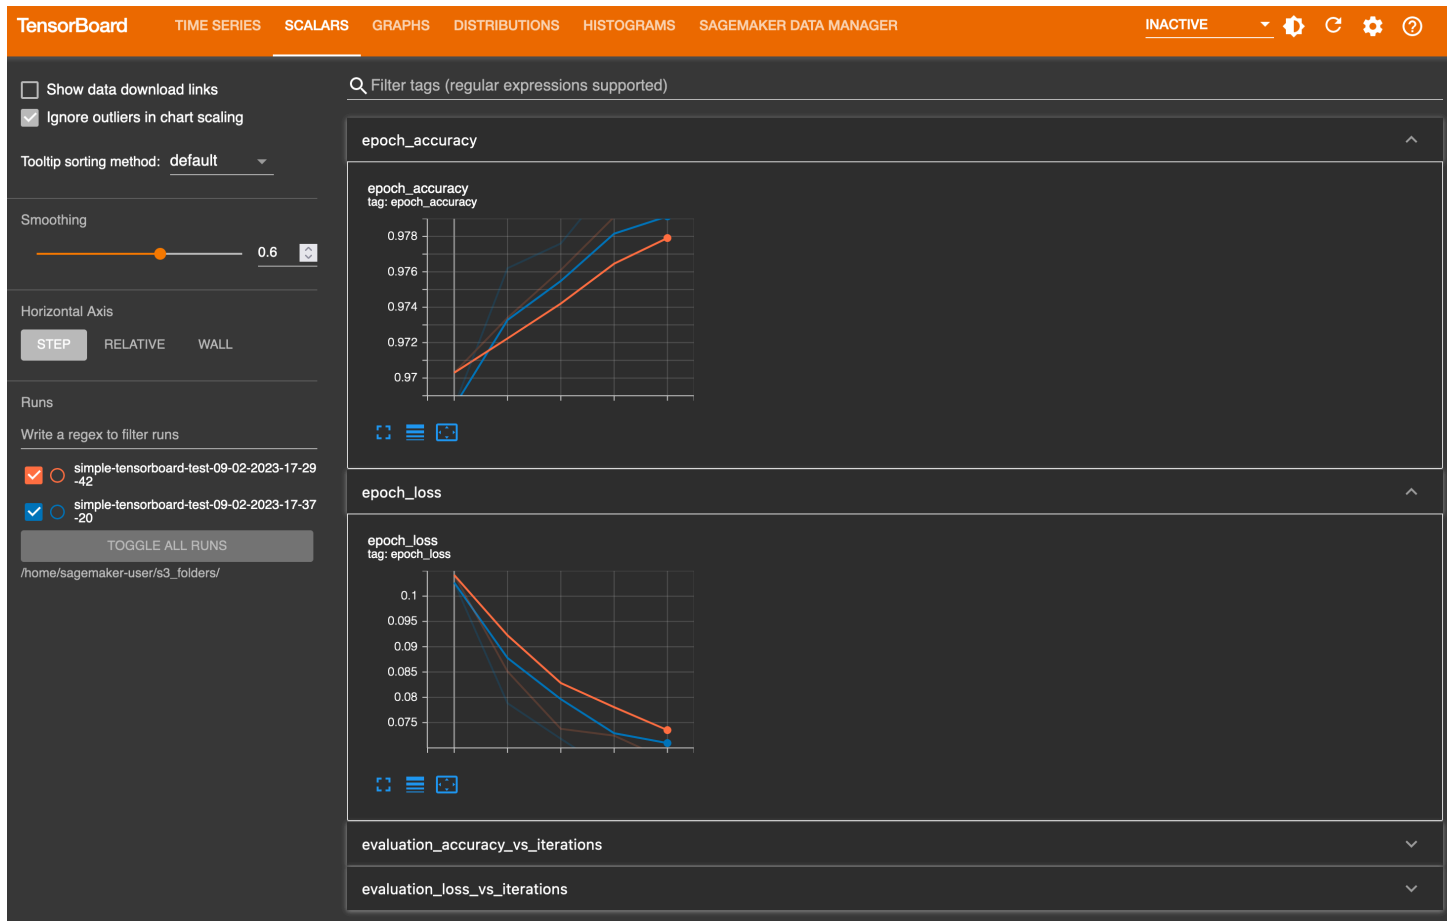 TensorBoard
TIME SERIES
SCALARS
GRAPHS
DISTRIBUTIONS
HISTOGRAMS
SAGEMAKER DATA MANAGER
INACTIVE
Show data download links
Ignore outliers in chart scaling
Tooltip sorting method: default
Smoothing
0.6
Horizontal Axis
STEP
RELATIVE
WALL
Runs
Write a regex to filter runs
simple-tensorboard-test-09-02-2023-17-29
-42
simple-tensorboard-test-09-02-2023-17-37
-20
TOGGLE ALL RUNS
/home/sagemaker-user/s3_folders/
Filter tags (regular expressions supported)
epoch_accuracy
epoch_accuracy
tag: epoch_accuracy
0.978
0.976
0.974
0.972
0.97
epoch_loss
epoch_loss
tag: epoch_loss
0.1
0.095
0.09
0.085
0.08
0.075
evaluation_accuracy_vs_iterations
evaluation_loss_vs_iterations